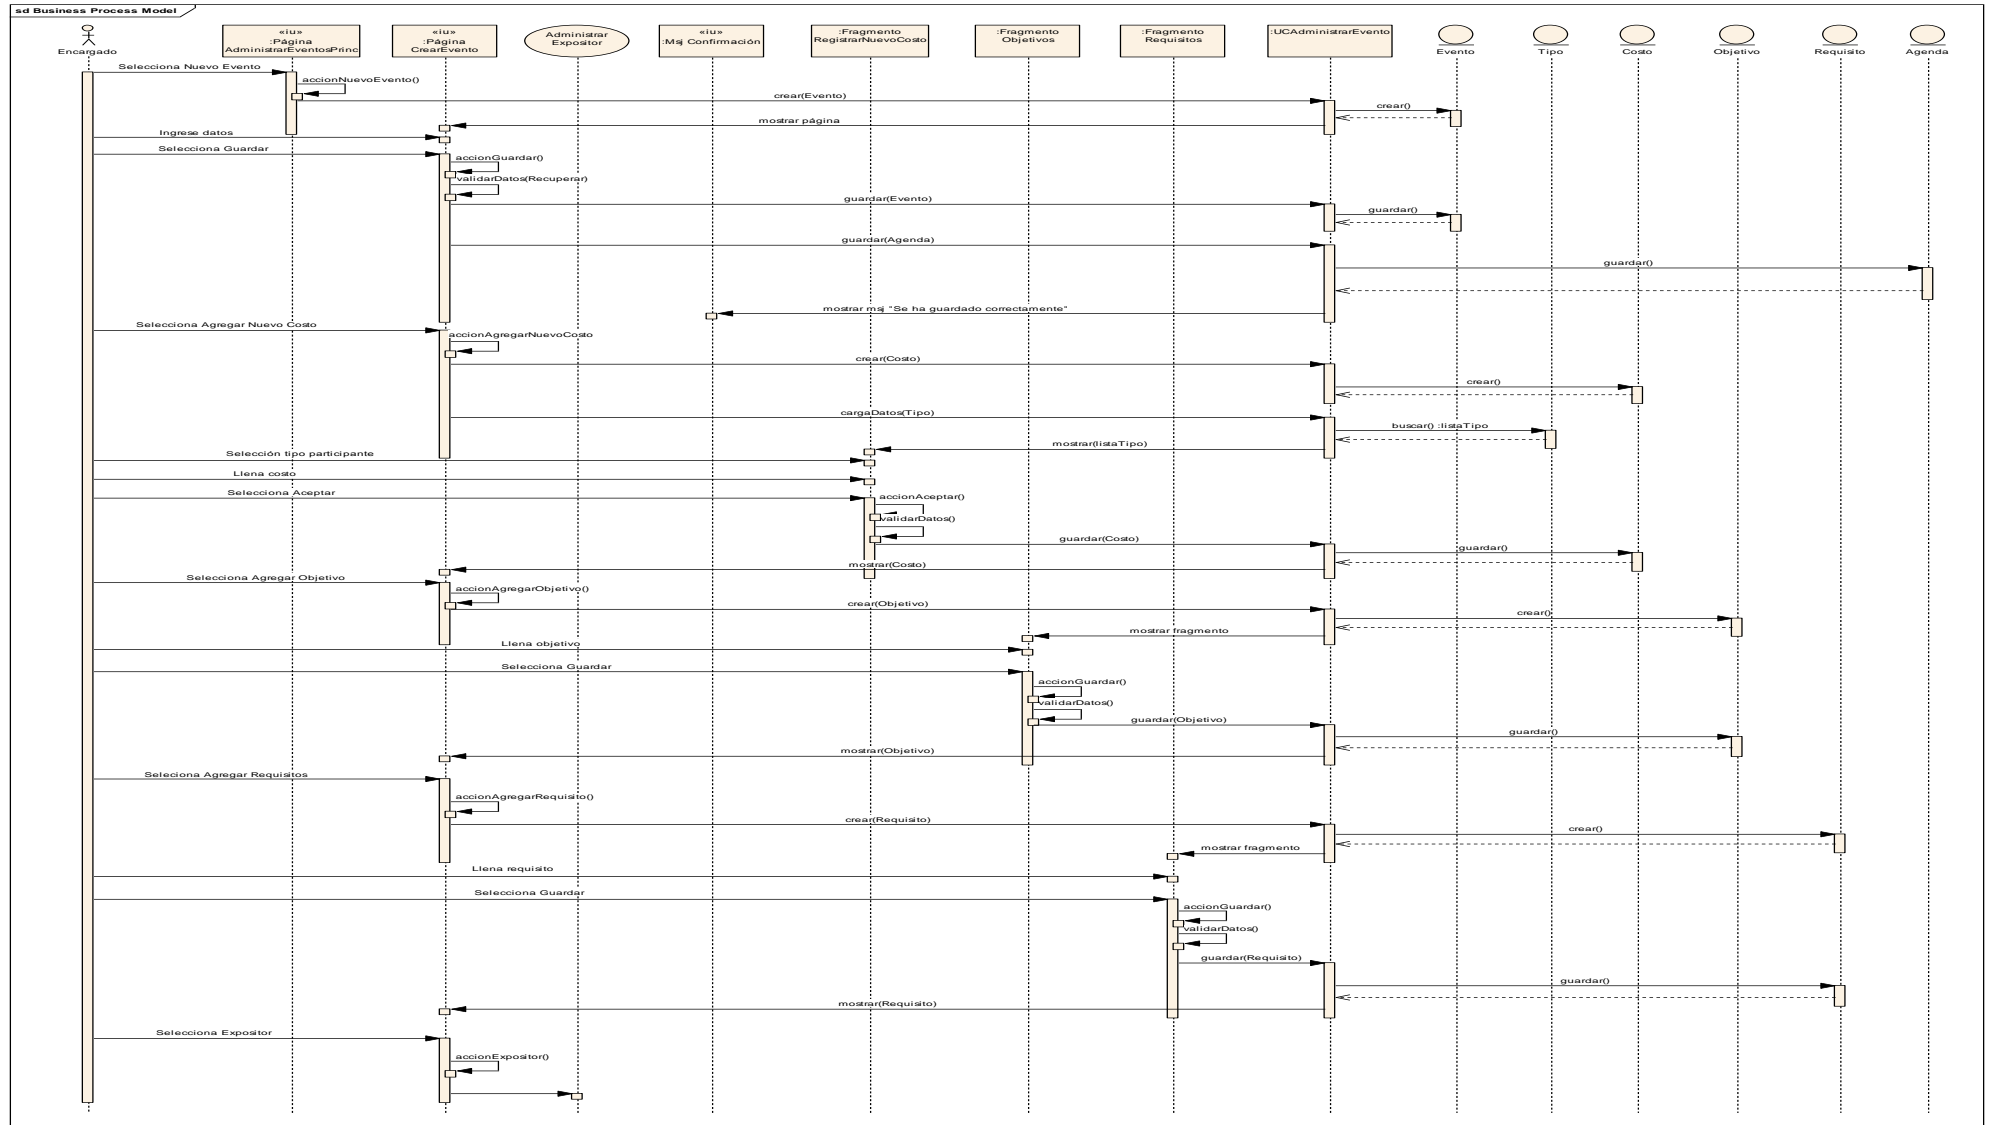 sd Business Process Model
Encargado
«iu»
:Página
AdministrarEventosPrinc
«iu»
:Página
CrearEvento
Administrar
Expositor
«iu»
:Msj Confirmación
:Fragmento
RegistrarNuevoCosto
:Fragmento
Objetivos
:Fragmento
Requisitos
:UCAdministrarEvento
Evento
Tipo
Costo
Objetivo
Requisito
Agenda
Selecciona Nuevo Evento
accionNuevoEvento()
crear(Evento)
crear()
mostrar página
Ingrese datos
Selecciona Guardar
accionGuardar()
validarDatos(Recuperar)
guardar(Evento)
guardar()
guardar(Agenda)
guardar()
mostrar msj "Se ha guardado correctamente"
Selecciona Agregar Nuevo Costo
accionAgregarNuevoCosto
crear(Costo)
crear()
cargaDatos(Tipo)
buscar() :listaTipo
mostrar(listaTipo)
Selección tipo participante
Llena costo
Selecciona Aceptar
accionAceptar()
validarDatos()
guardar(Costo)
guardar()
mostrar(Costo)
Selecciona Agregar Objetivo
accionAgregarObjetivo()
crear(Objetivo)
crear()
mostrar fragmento
Llena objetivo
Selecciona Guardar
accionGuardar()
validarDatos()
guardar(Objetivo)
guardar()
mostrar(Objetivo)
Seleciona Agregar Requisitos
accionAgregarRequisito()
crear(Requisito)
crear()
mostrar fragmento
Llena requisito
Selecciona Guardar
accionGuardar()
validarDatos()
guardar(Requisito)
guardar()
mostrar(Requisito)
Selecciona Expositor
accionExpositor()